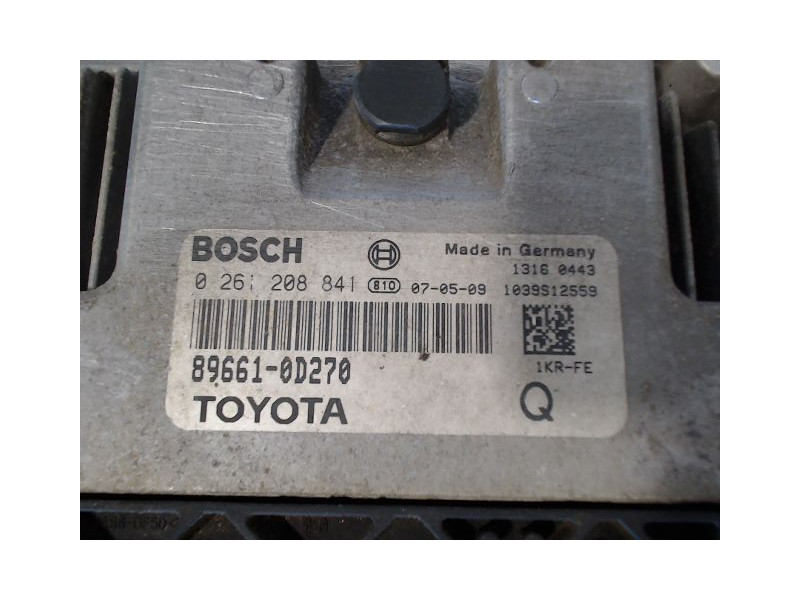 BOSCH Made in Germany
1316 0443
0 261 208 841 810 07-05-09 1039S12559
89661-0D270 1KR-FE
TOYOTA Q